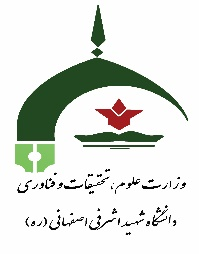 وزارت علوم، تحقیقات و فناوری
دانشگاه شهید اشرفی اصفهانی (ره)